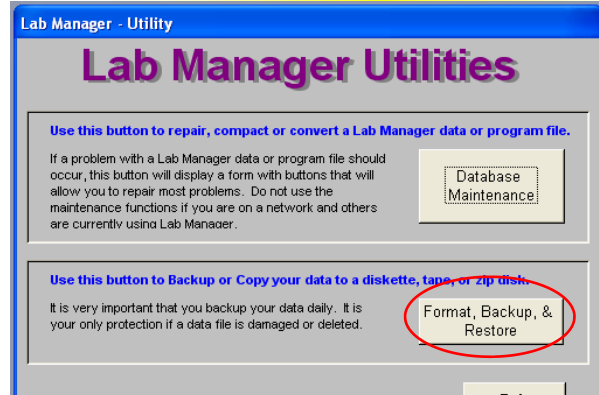 Lab Manager - Utility
Lab Manager Utilities
Use this button to repair, compact or convert a Lab Manager data or program file.
If a problem with a Lab Manager data or program file should
occur, this button will display a form with buttons that will
allow you to repair most problems. Do not use the
maintenance functions if you are on a network and others
are currently using Lab Manager.
Database
Maintenance
Use this button to Backup or Copy your data to a diskette, tape, or zip disk.
It is very important that you backup your data daily. It is
your only protection if a data file is damaged or deleted.
Format, Backup, &
Restore